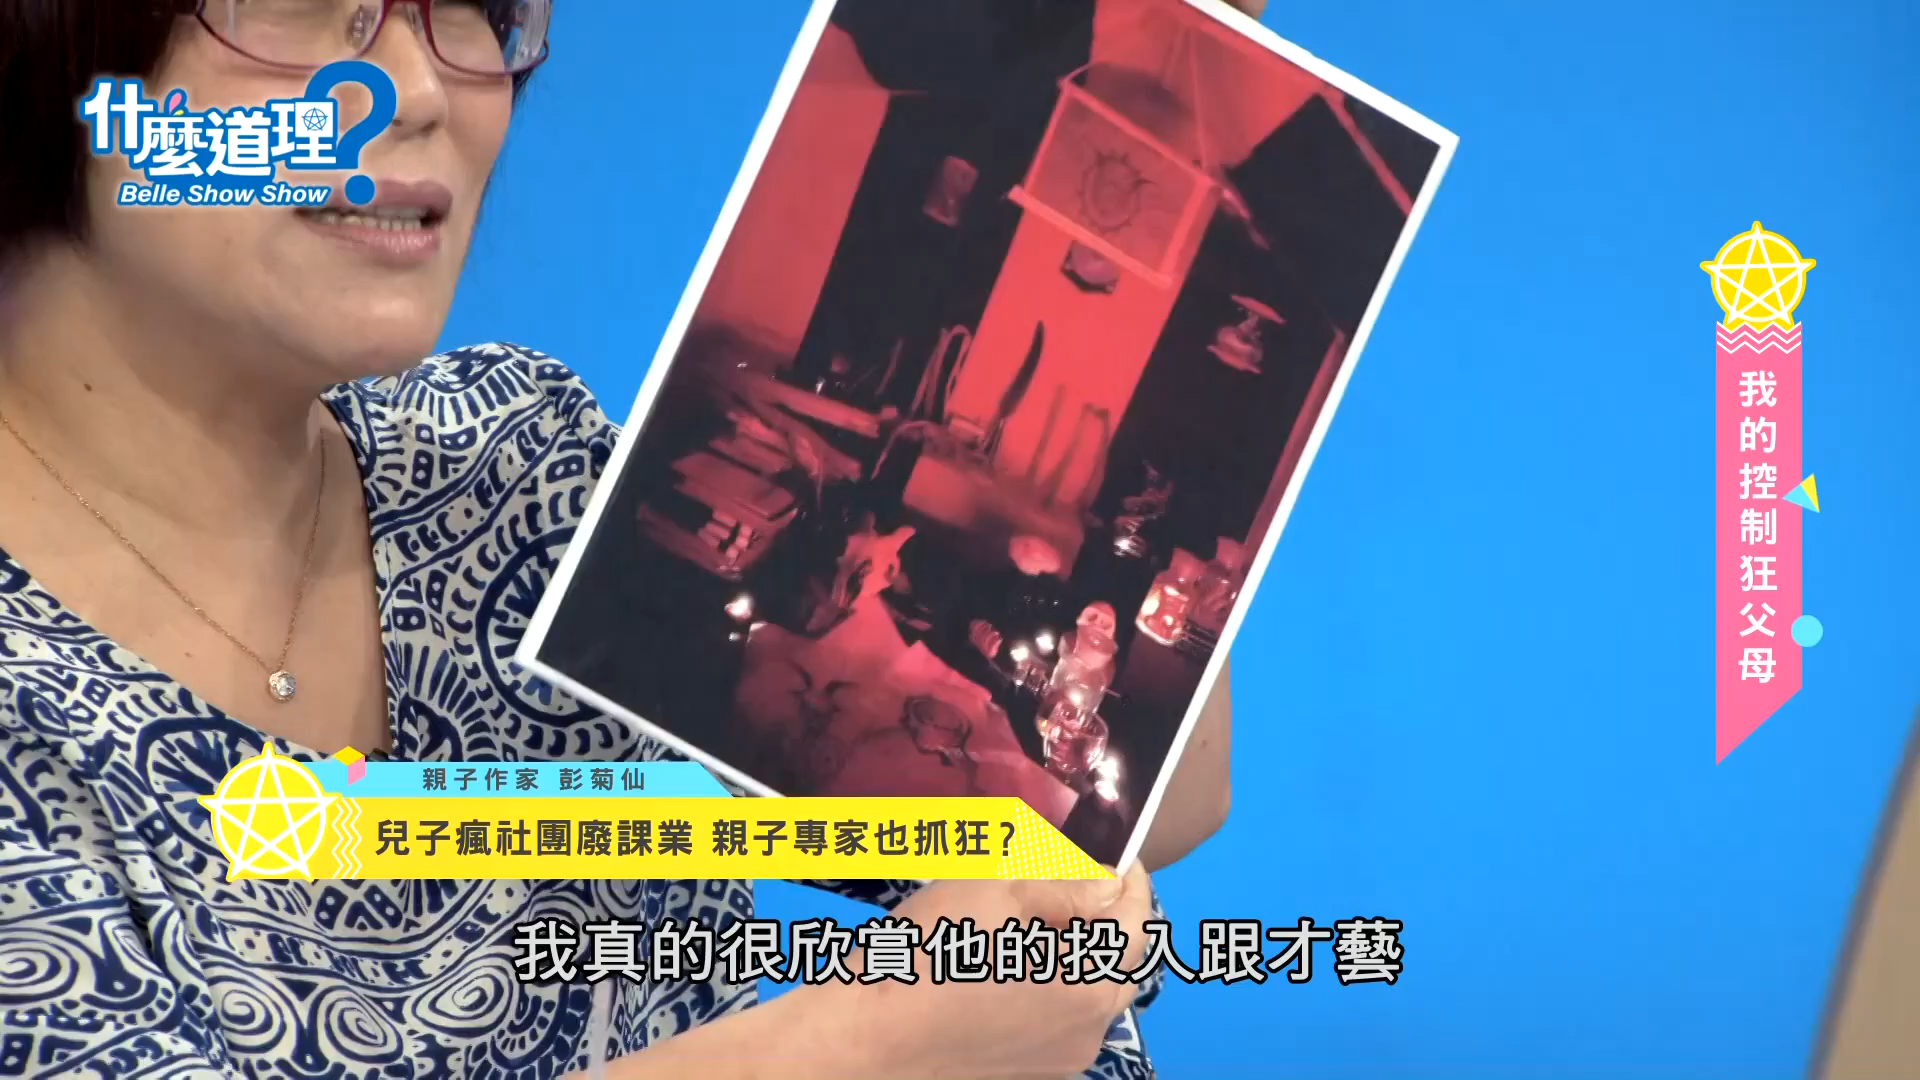 什麼道理?
Belle Show Show
我的控制狂父母
親子作家 彭菊仙
兒子瘋社團廢課業 親子專家也抓狂?
我真的很欣賞他的投入跟才藝